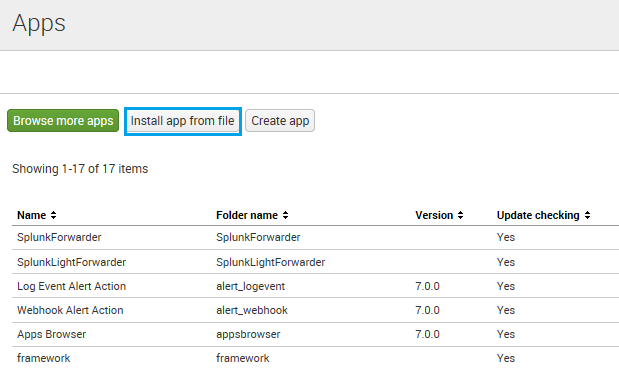 Apps
Browse more apps Install app from file Create app
Showing 1-17 of 17 items
Name Folder name Version Update checking
SplunkForwarder SplunkForwarder Yes
SplunkLightForwarder SplunkLightForwarder Yes
Log Event Alert Action alert_logevent 7.0.0 Yes
Webhook Alert Action alert_webhook 7.0.0 Yes
Apps Browser appsbrowser 7.0.0 Yes
framework framework Yes